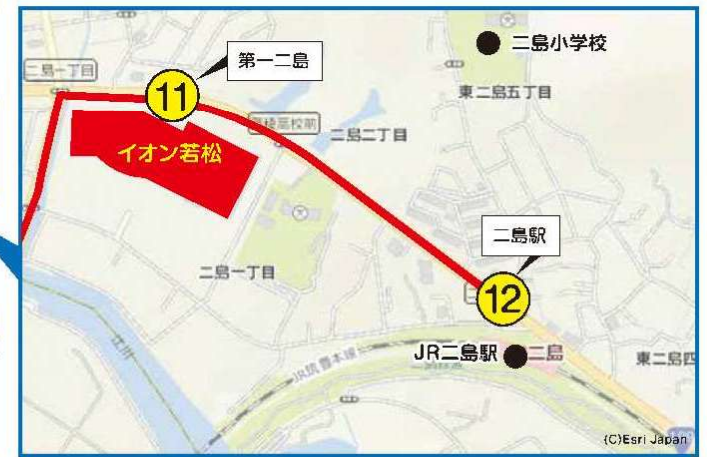 二島小学校
第一二島
二島一丁目
11
東二島五丁目
二島二丁目
イオン若松
二島駅
二島一丁目
12
江川
JR二島駅
二島
JR筑豊本線
東二島四
(C)Esri Japan